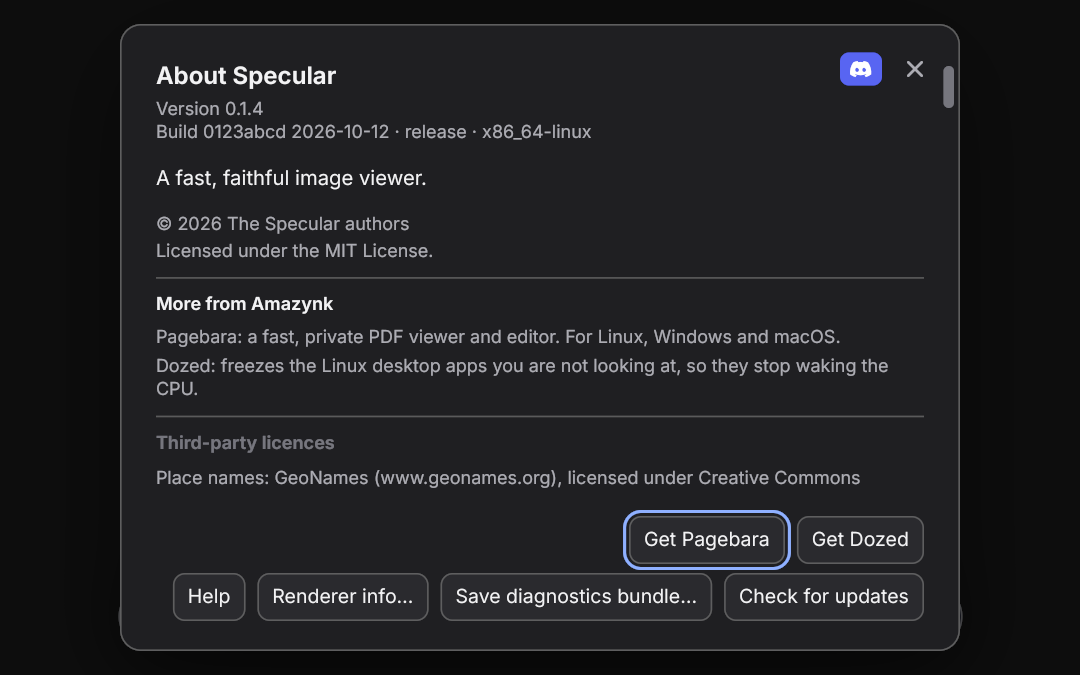 About Specular
Version 0.1.4
Build 0123abcd 2026-10-12 · release · x86_64-linux
A fast, faithful image viewer.
© 2026 The Specular authors
Licensed under the MIT License.
More from Amazynk
Pagebara: a fast, private PDF viewer and editor. For Linux, Windows and macOS.
Dozed: freezes the Linux desktop apps you are not looking at, so they stop waking the
CPU.
Third-party licences
Place names: GeoNames (www.geonames.org), licensed under Creative Commons
Get Pagebara
Get Dozed
Help
Renderer info...
Save diagnostics bundle...
Check for updates